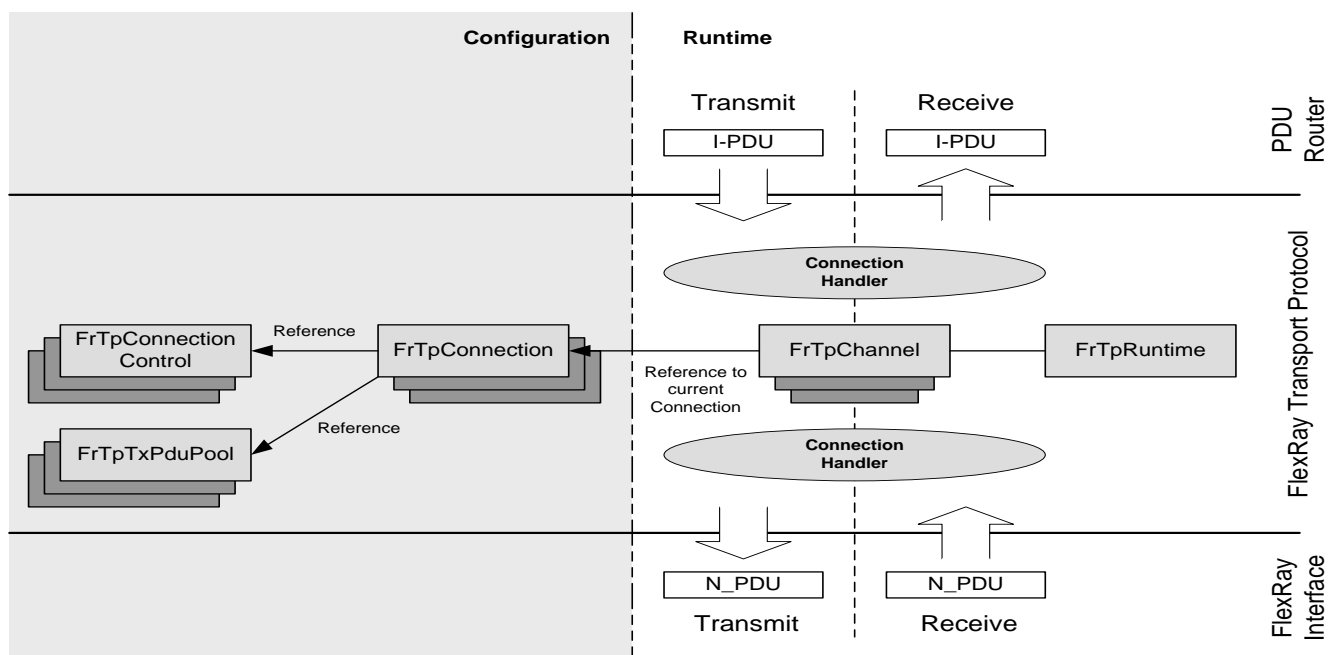 Configuration
Runtime
Transmit
Receive
I-PDU
I-PDU
PDU
Router
Connection
Handler
FrTpConnection
Control
Reference
FrTpConnection
FrTpChannel
FrTpRuntime
Reference to
current
Connection
Reference
FrTpTxPduPool
Connection
Handler
FlexRay Transport Protocol
N_PDU
N_PDU
Transmit
Receive
FlexRay
Interface